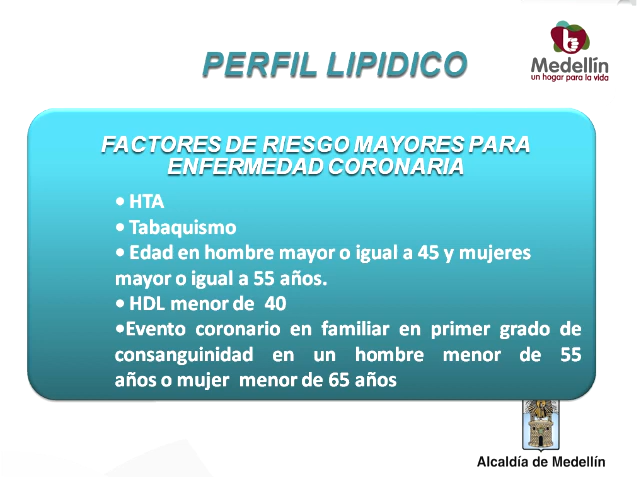 PERFIL LIPIDICO
Medellín
un hogar para la vida
FACTORES DE RIESGO MAYORES PARA
ENFERMEDAD CORONARIA
• HTA
• Tabaquismo
• Edad en hombre mayor o igual a 45 y mujeres
mayor o igual a 55 años.
• HDL menor de 40
•Evento coronario en familiar en primer grado de
consanguinidad en un hombre menor de 55
años o mujer menor de 65 años
Alcaldía de Medellín